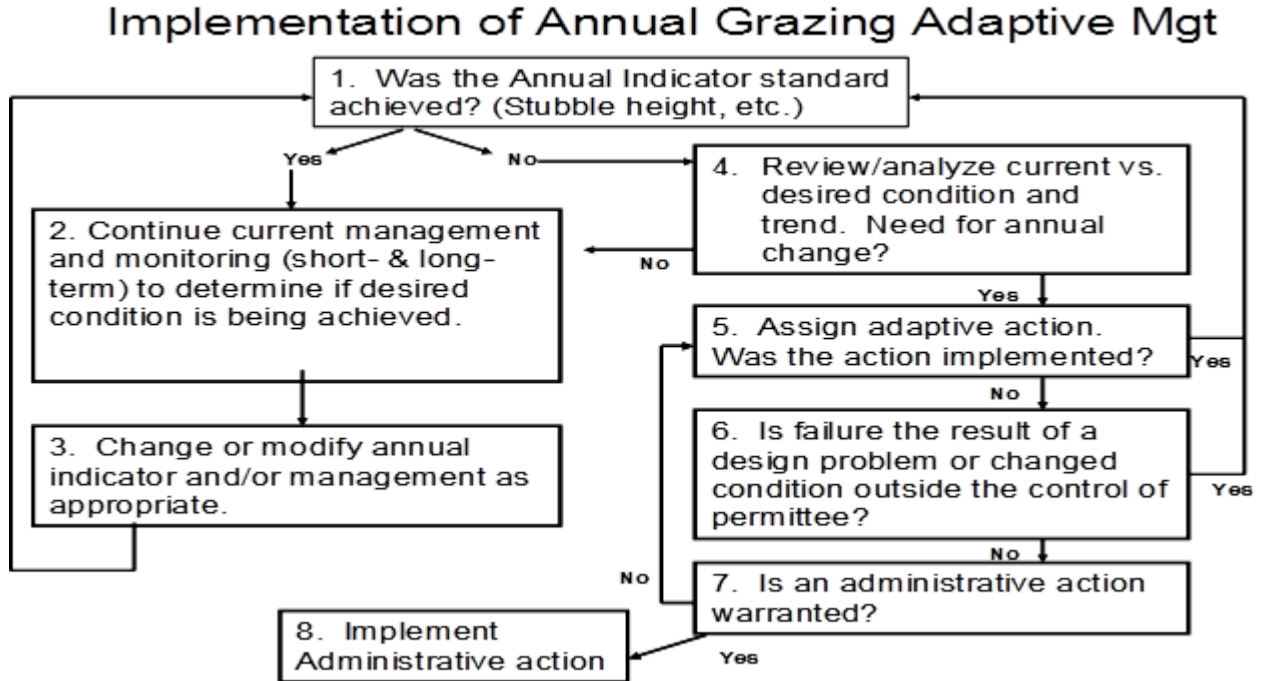 Implementation of Annual Grazing Adaptive Mgt
1. Was the Annual Indicator standard
achieved? (Stubble height, etc.)
Yes
No
4. Review/analyze current vs.
desired condition and
trend. Need for annual
change?
No
Yes
2. Continue current management
and monitoring (short- & long-
term) to determine if desired
condition is being achieved.
3. Change or modify annual
indicator and/or management as
appropriate.
5. Assign adaptive action.
Was the action implemented?
Yes
No
6. Is failure the result of a
design problem or changed
condition outside the control of
permittee?
Yes
No
7. Is an administrative action
warranted?
No
Yes
8. Implement
Administrative action